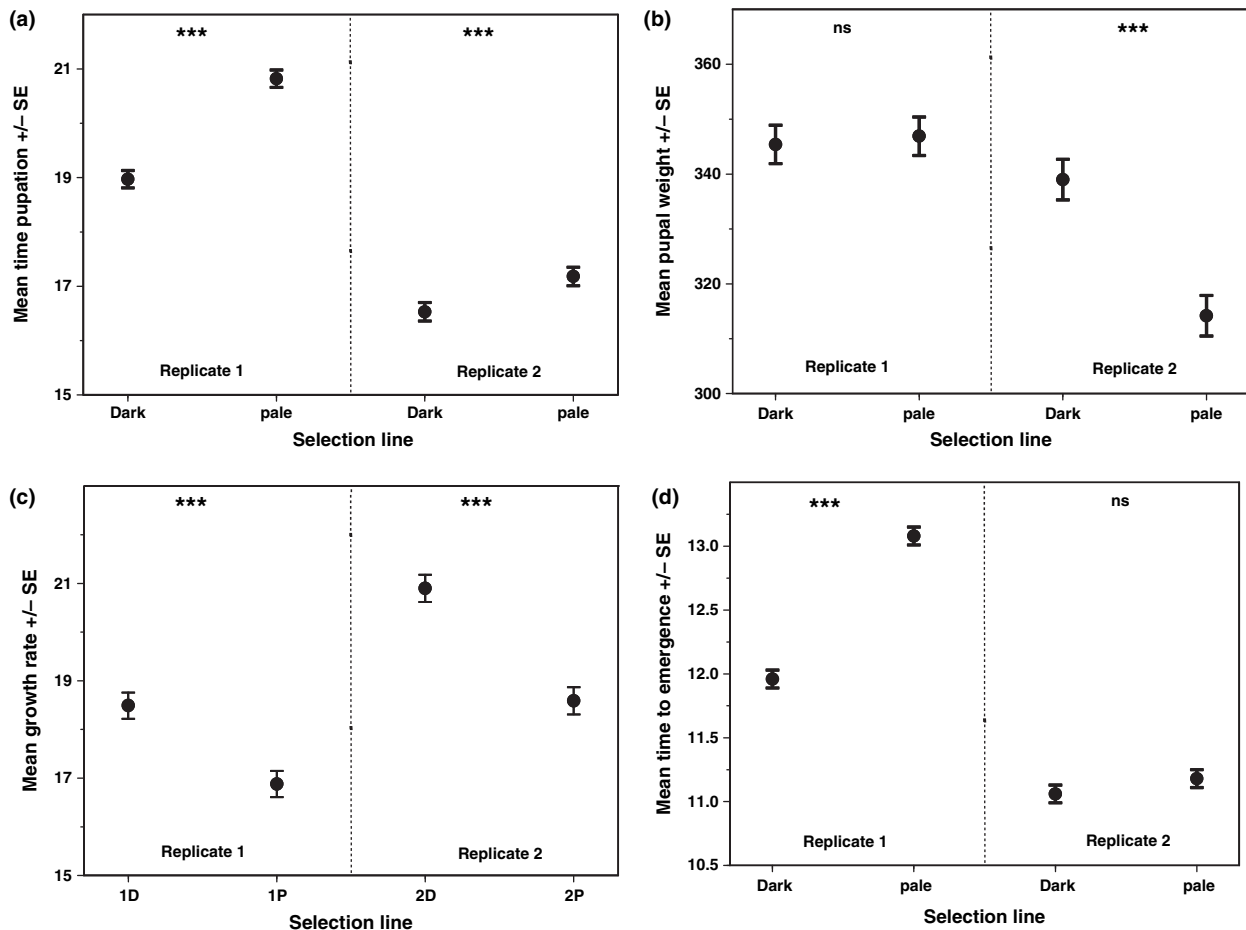 (a)
***
***
Mean time pupation +/– SE
21
19
17
15
Replicate 1
Replicate 2
Dark
pale
Dark
pale
Selection line
(b)
ns
***
Mean pupal weight +/– SE
360
340
320
300
Replicate 1
Replicate 2
Dark
pale
Dark
pale
Selection line
(c)
***
***
Mean growth rate +/– SE
21
19
17
15
Replicate 1
Replicate 2
1D
1P
2D
2P
Selection line
(d)
***
ns
Mean time to emergence +/– SE
13.0
12.5
12.0
11.5
11.0
10.5
Replicate 1
Replicate 2
Dark
pale
Dark
pale
Selection line